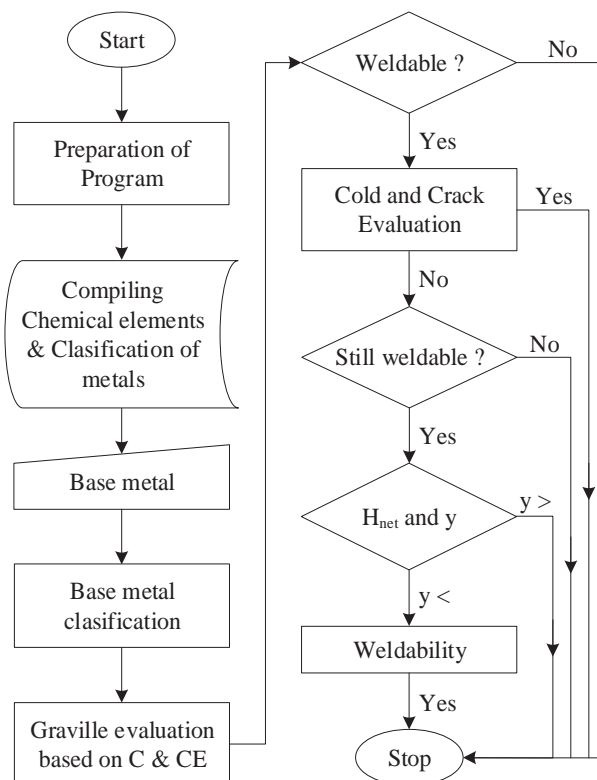 Start
Preparation of
Program
Compiling
Chemical elements
& Clasification of
metals
Base metal
Base metal
clasification
Graville evaluation
based on C & CE
Weldable ?
No
Yes
Cold and Crack
Evaluation
Yes
No
Still weldable ?
No
Yes
Hnet and y
y >
y <
Weldability
Yes
Stop